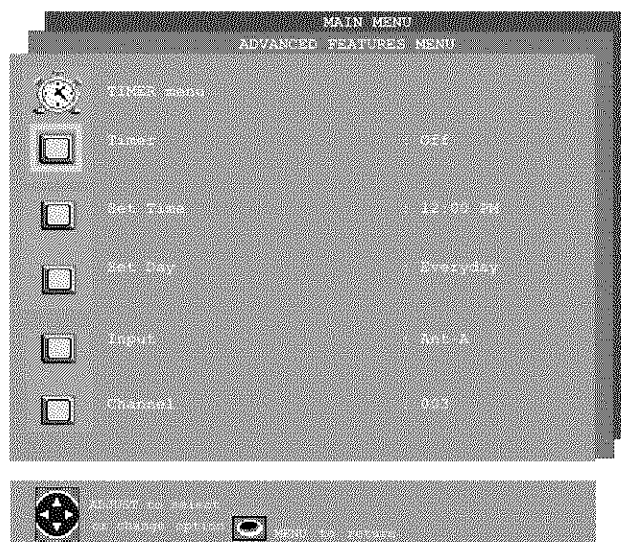 MAIN MENU
ADVANCED FEATURES MENU
TIMER menu
Timer Off
Set Time 12:00 PM
Set Day Everyday
Input Ant-A
Channel 003
ADJUST to select
or change option MENU to return